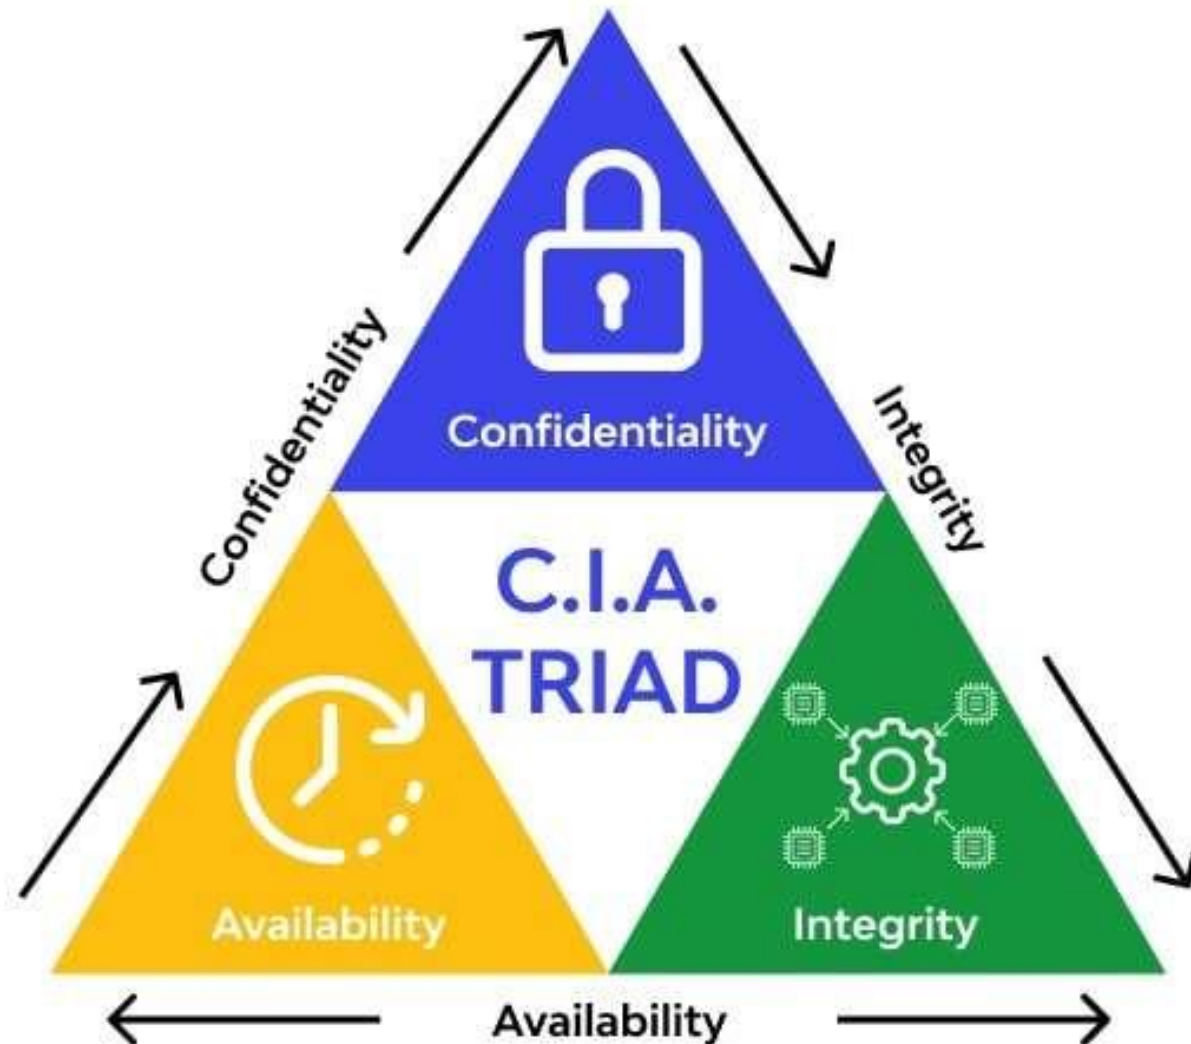 Confidentiality
Confidentiality
Integrity
C.I.A.
TRIAD
Availability
Integrity
Availability